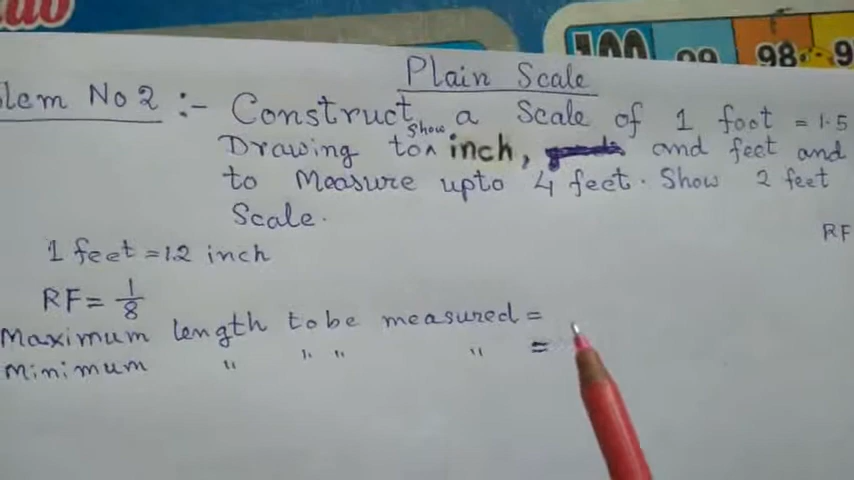 100 99 98 9
Plain Scale
lem No 2 :- Construct a Scale of 1 foot = 1.5
Drawing to ^ show inch, and feet and
to measure upto 4 feet. Show 2 feet
Scale.
RF
1 feet = 12 inch
RF = 1/8
Maximum length to be measured =
Minimum " " " " =